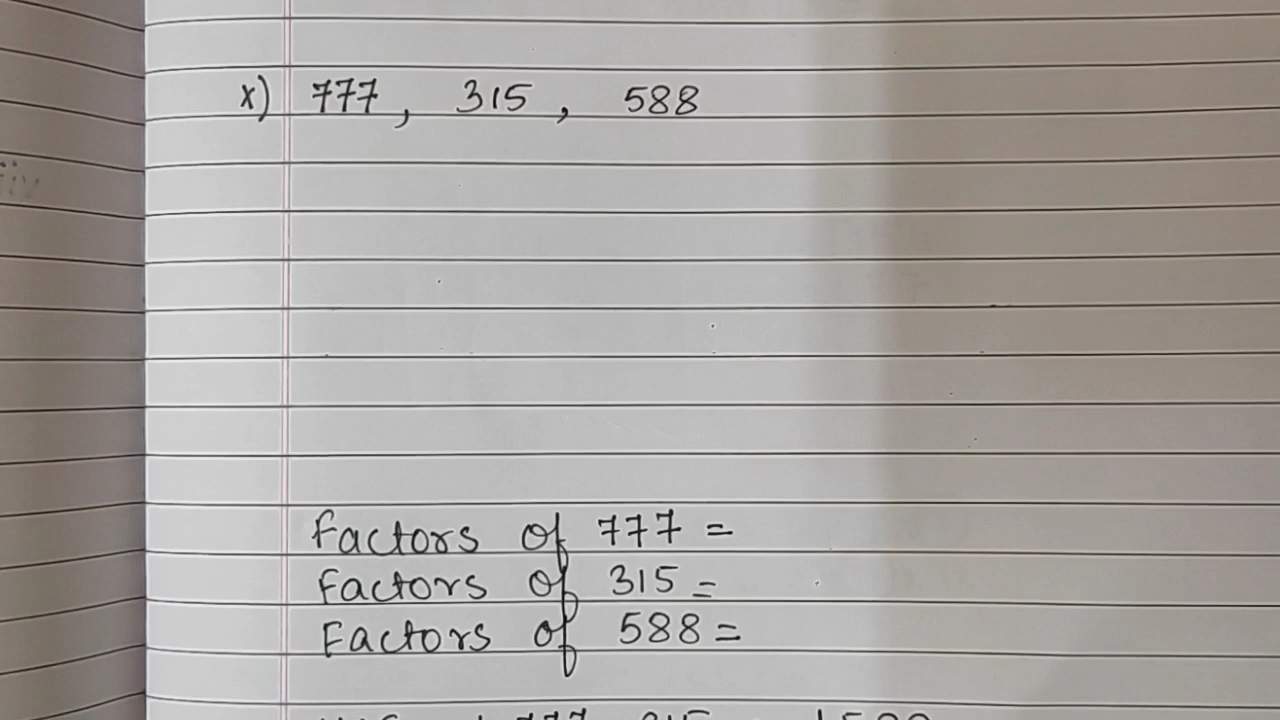 x) 777, 315, 588
Factors of 777 =
Factors of 315 =
Factors of 588 =